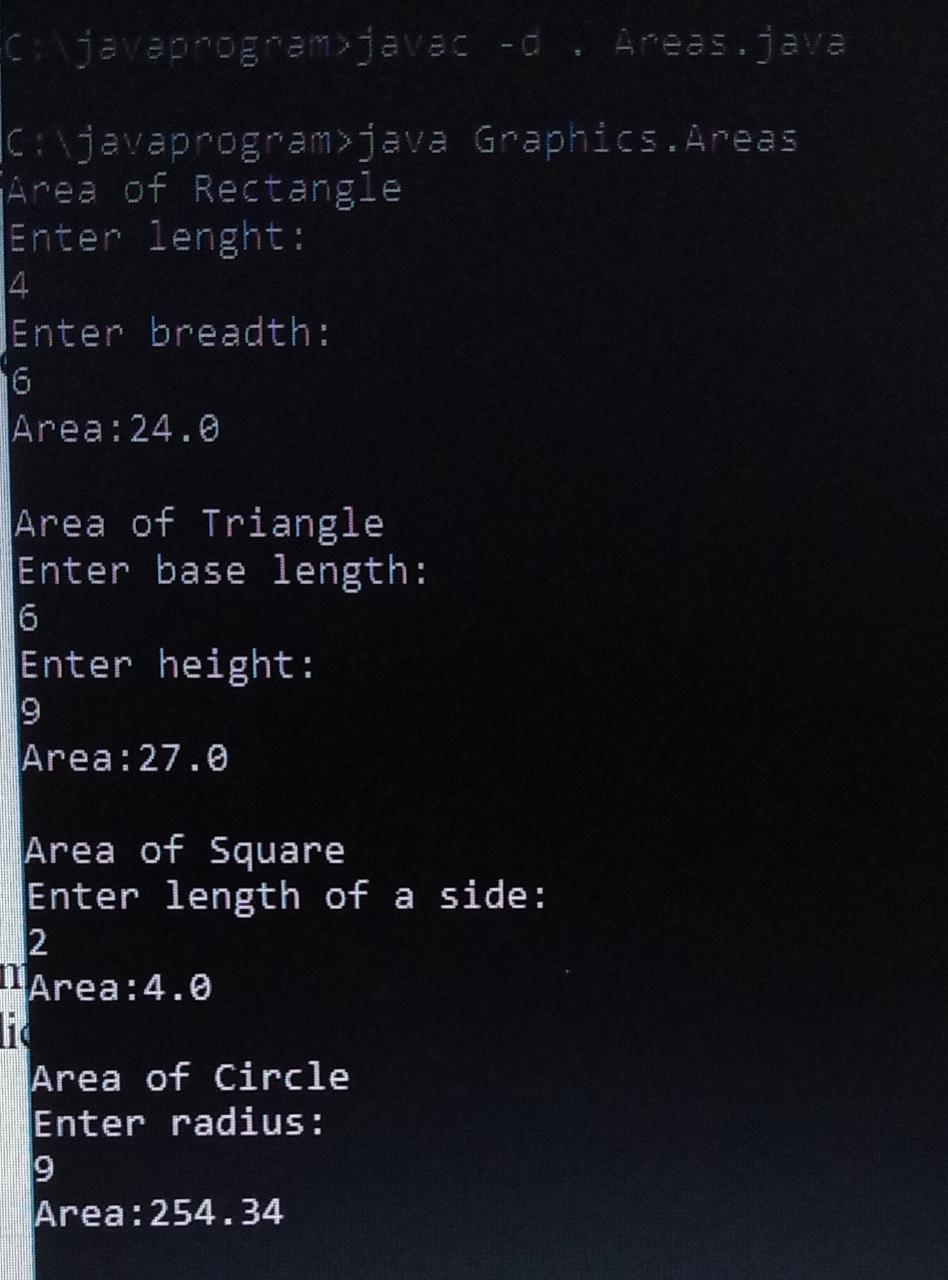 C:\javaprogram>javac -d . Areas.java
C:\javaprogram>java Graphics.Areas
Area of Rectangle
Enter lenght:
4
Enter breadth:
6
Area:24.0
Area of Triangle
Enter base length:
6
Enter height:
9
Area:27.0
Area of Square
Enter length of a side:
2
Area:4.0
Area of Circle
Enter radius:
9
Area:254.34